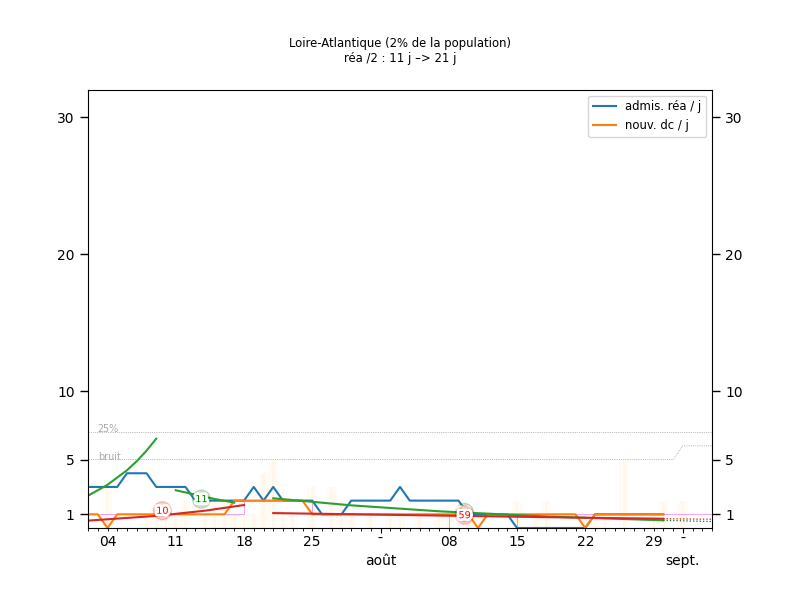 Loire-Atlantique (2% de la population)
réa /2 : 11 j –> 21 j
admis. réa / j
nouv. dc / j
30 30
20 20
10 10
5 5
1 1
25%
bruit
10
11
59
04 11 18 25 - 08 15 22 29 -
août sept.